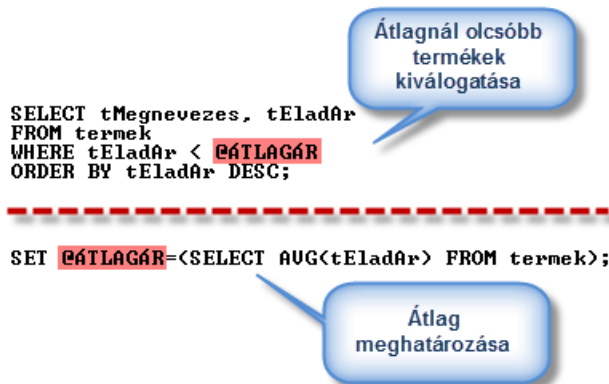 Átlagnál olcsóbb
termékek
kiválogatása
SELECT tMegnevezes, tEladAr
FROM termek
WHERE tEladAr < @ÁTLAGÁR
ORDER BY tEladAr DESC;
SET @ÁTLAGÁR=(SELECT AVG(tEladAr) FROM termek);
Átlag
meghatározása